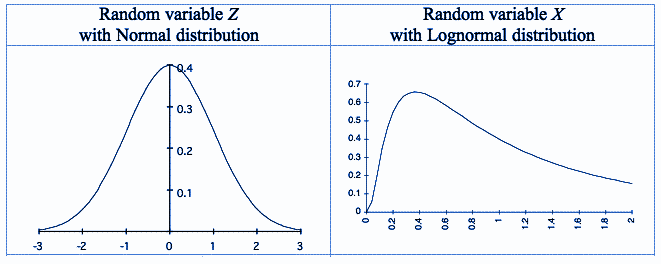 Random variable Z
with Normal distribution
Random variable X
with Lognormal distribution
0.4
0.3
0.2
0.1
-3 -2 -1 0 1 2 3
0.7
0.6
0.5
0.4
0.3
0.2
0.1
0
0 0.2 0.4 0.6 0.8 1 1.2 1.4 1.6 1.8 2